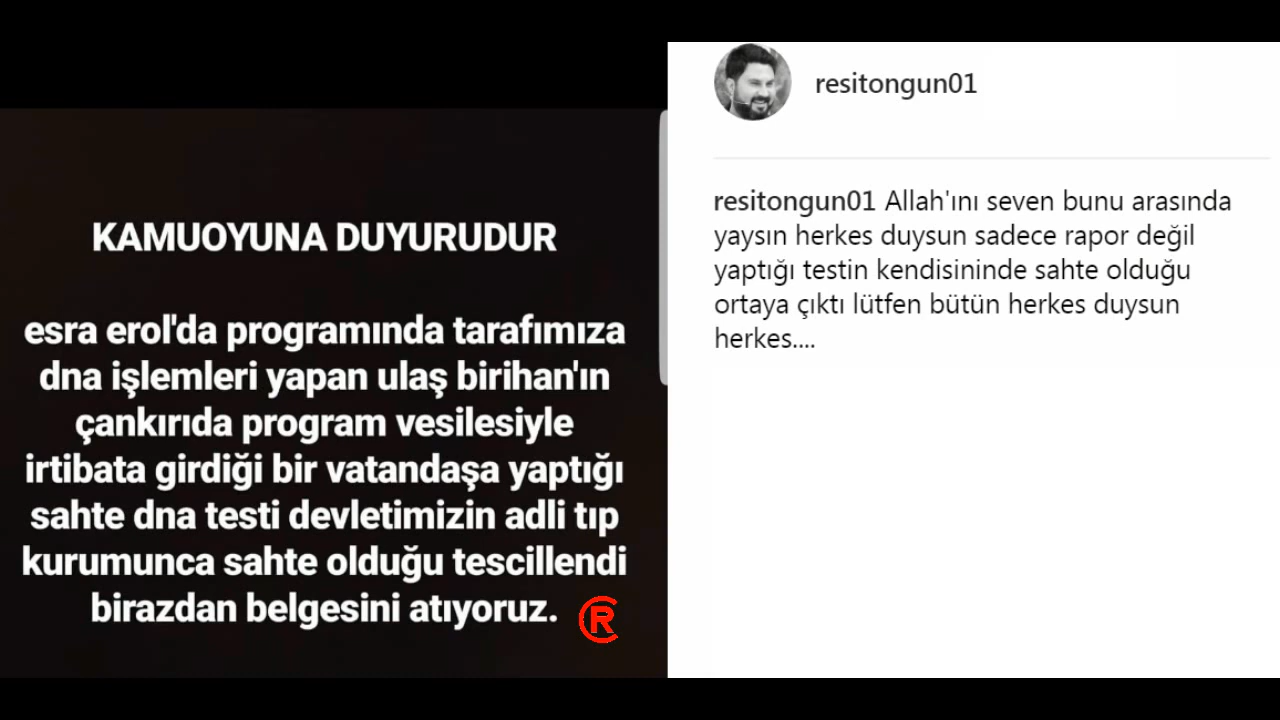 KAMUOYUNA DUYURUDUR
esra erol'da programında tarafımıza
dna işlemleri yapan ulaş birihan'ın
çankırıda program vesilesiyle
irtibata girdiği bir vatandaşa yaptığı
sahte dna testi devletimizin adli tıp
kurumunca sahte olduğu tescillendi
birazdan belgesini atıyoruz.
R
resitongun01
resitongun01 Allah'ını seven bunu arasında
yaysın herkes duysun sadece rapor değil
yaptığı testin kendisininde sahte olduğu
ortaya çıktı lütfen bütün herkes duysun
herkes....